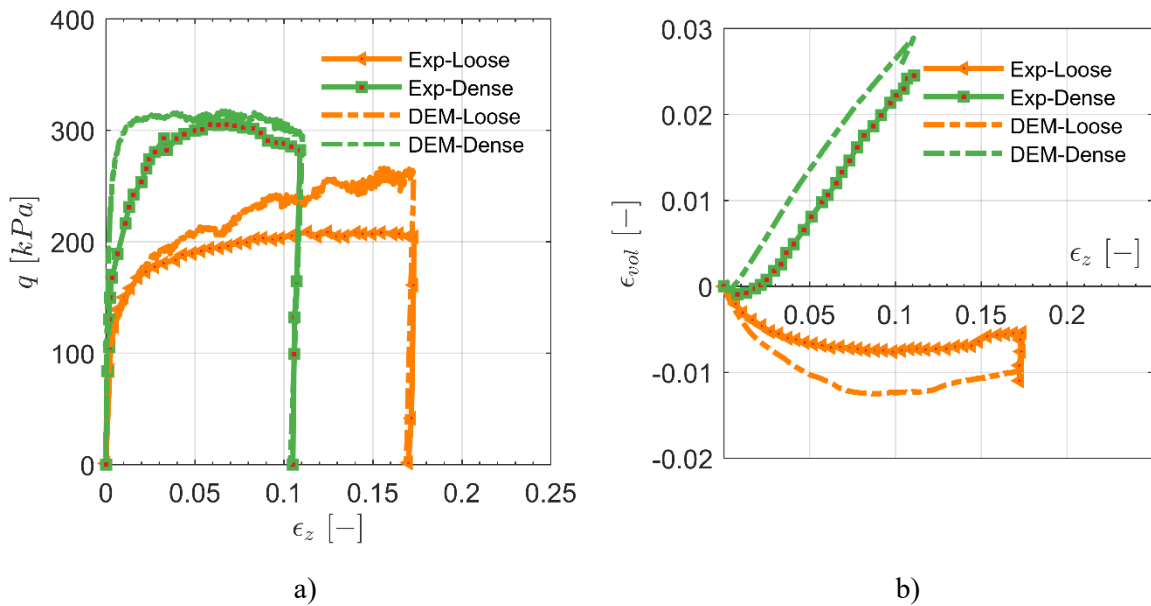 400
300
200
100
0
q [kPa]
Exp-Loose
Exp-Dense
DEM-Loose
DEM-Dense
0 0.05 0.1 0.15 0.2 0.25
ϵz [−]
a)
0.03
0.02
0.01
0
-0.01
-0.02
ϵvol [−]
Exp-Loose
Exp-Dense
DEM-Loose
DEM-Dense
ϵz [−]
0.05 0.1 0.15 0.2
b)